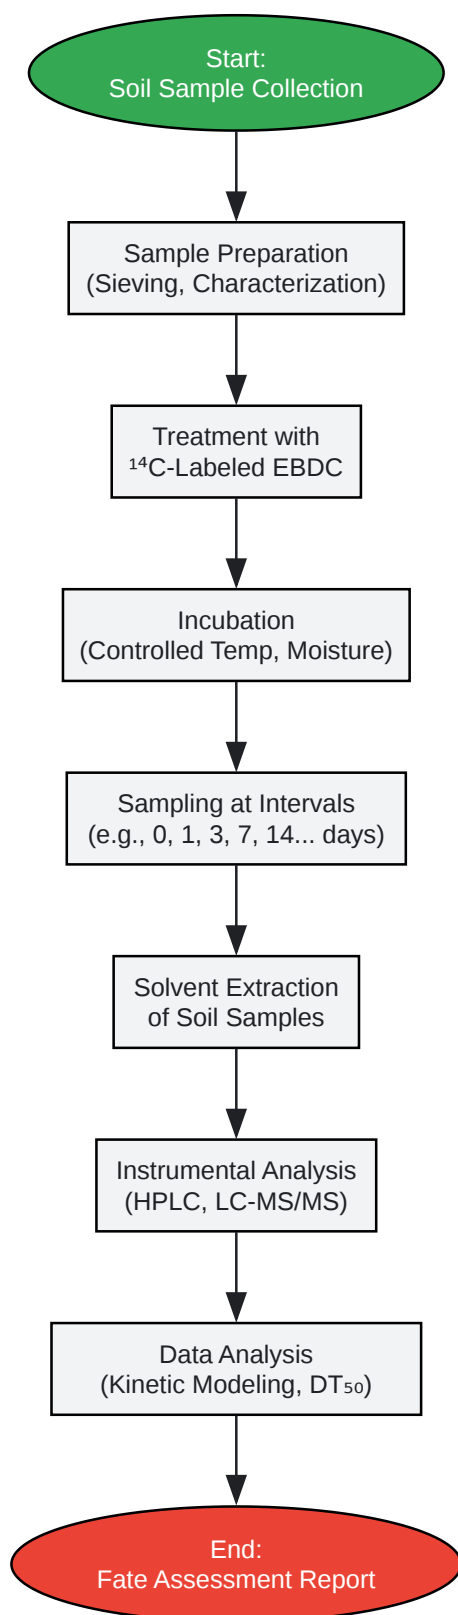 Start:
Soil Sample Collection
Sample Preparation
(Sieving, Characterization)
Treatment with
¹⁴C-Labeled EBDC
Incubation
(Controlled Temp, Moisture)
Sampling at Intervals
(e.g., 0, 1, 3, 7, 14... days)
Solvent Extraction
of Soil Samples
Instrumental Analysis
(HPLC, LC-MS/MS)
Data Analysis
(Kinetic Modeling, DT₅₀)
End:
Fate Assessment Report